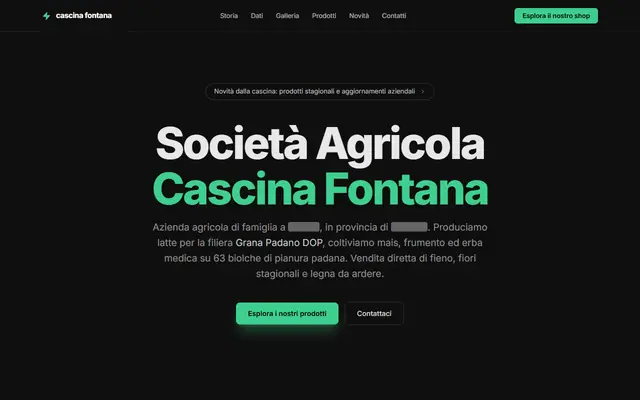 cascina fontana
Storia Dati Galleria Prodotti Novità Contatti
Esplora il nostro shop
Novità dalla cascina: prodotti stagionali e aggiornamenti aziendali
Società Agricola
Cascina Fontana
Azienda agricola di famiglia a , in provincia di . Produciamo
latte per la filiera Grana Padano DOP, coltiviamo mais, frumento ed erba
medica su 63 biolche di pianura padana. Vendita diretta di fieno, fiori
stagionali e legna da ardere.
Esplora i nostri prodotti
Contattaci